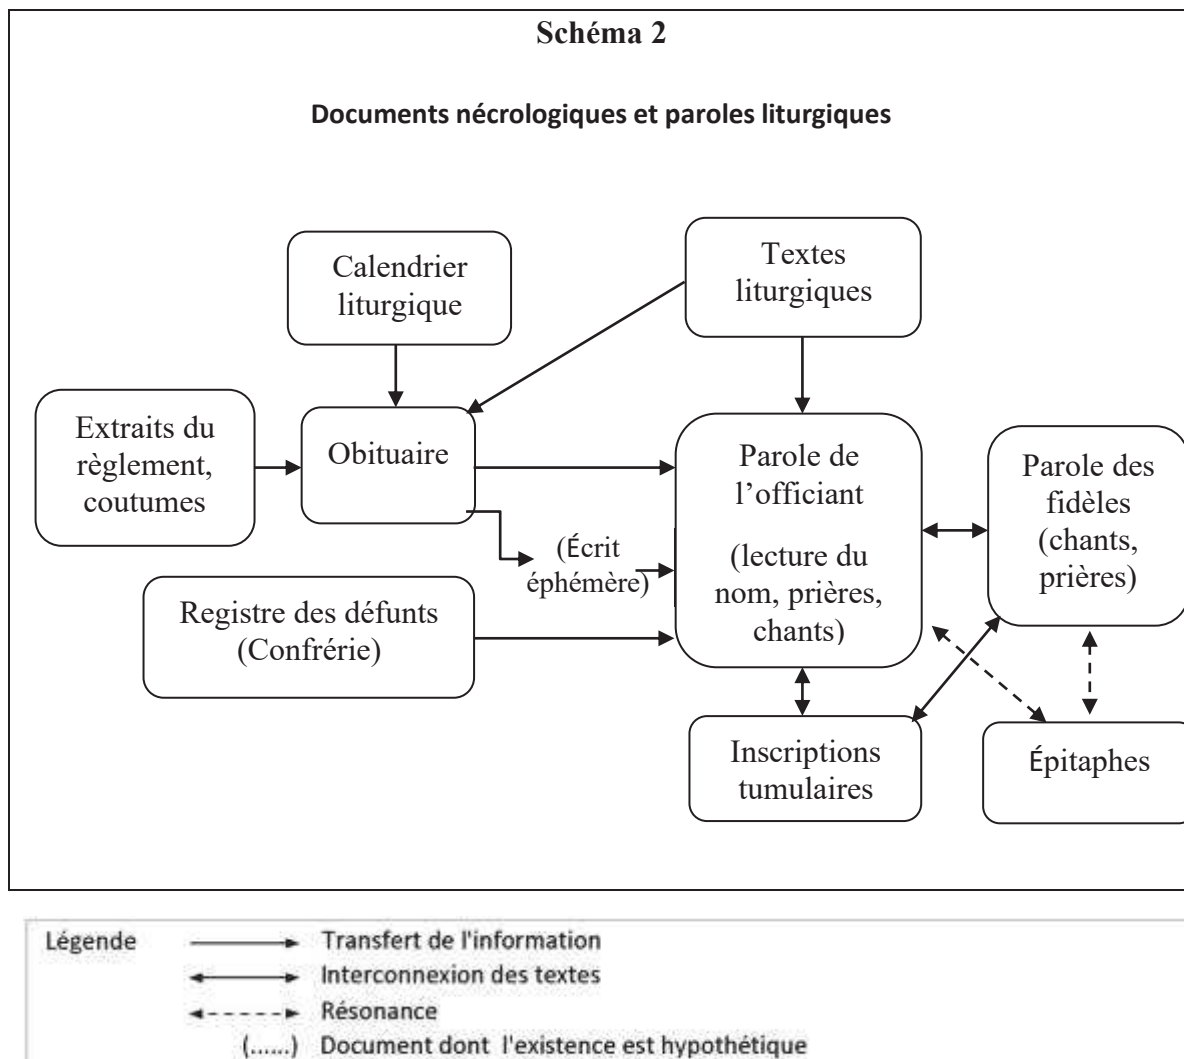 Schéma 2
Documents nécrologiques et paroles liturgiques
Calendrier
liturgique
Textes
liturgiques
Extraits du
règlement,
coutumes
Obituaire
Parole de
l’officiant
(lecture du
nom, prières,
chants)
Parole des
fidèles
(chants,
prières)
(Écrit
éphémère)
Registre des défunts
(Confrérie)
Inscriptions
tumulaires
Épitaphes
Légende
Transfert de l'information
Interconnexion des textes
Résonance
(......) Document dont l'existence est hypothétique